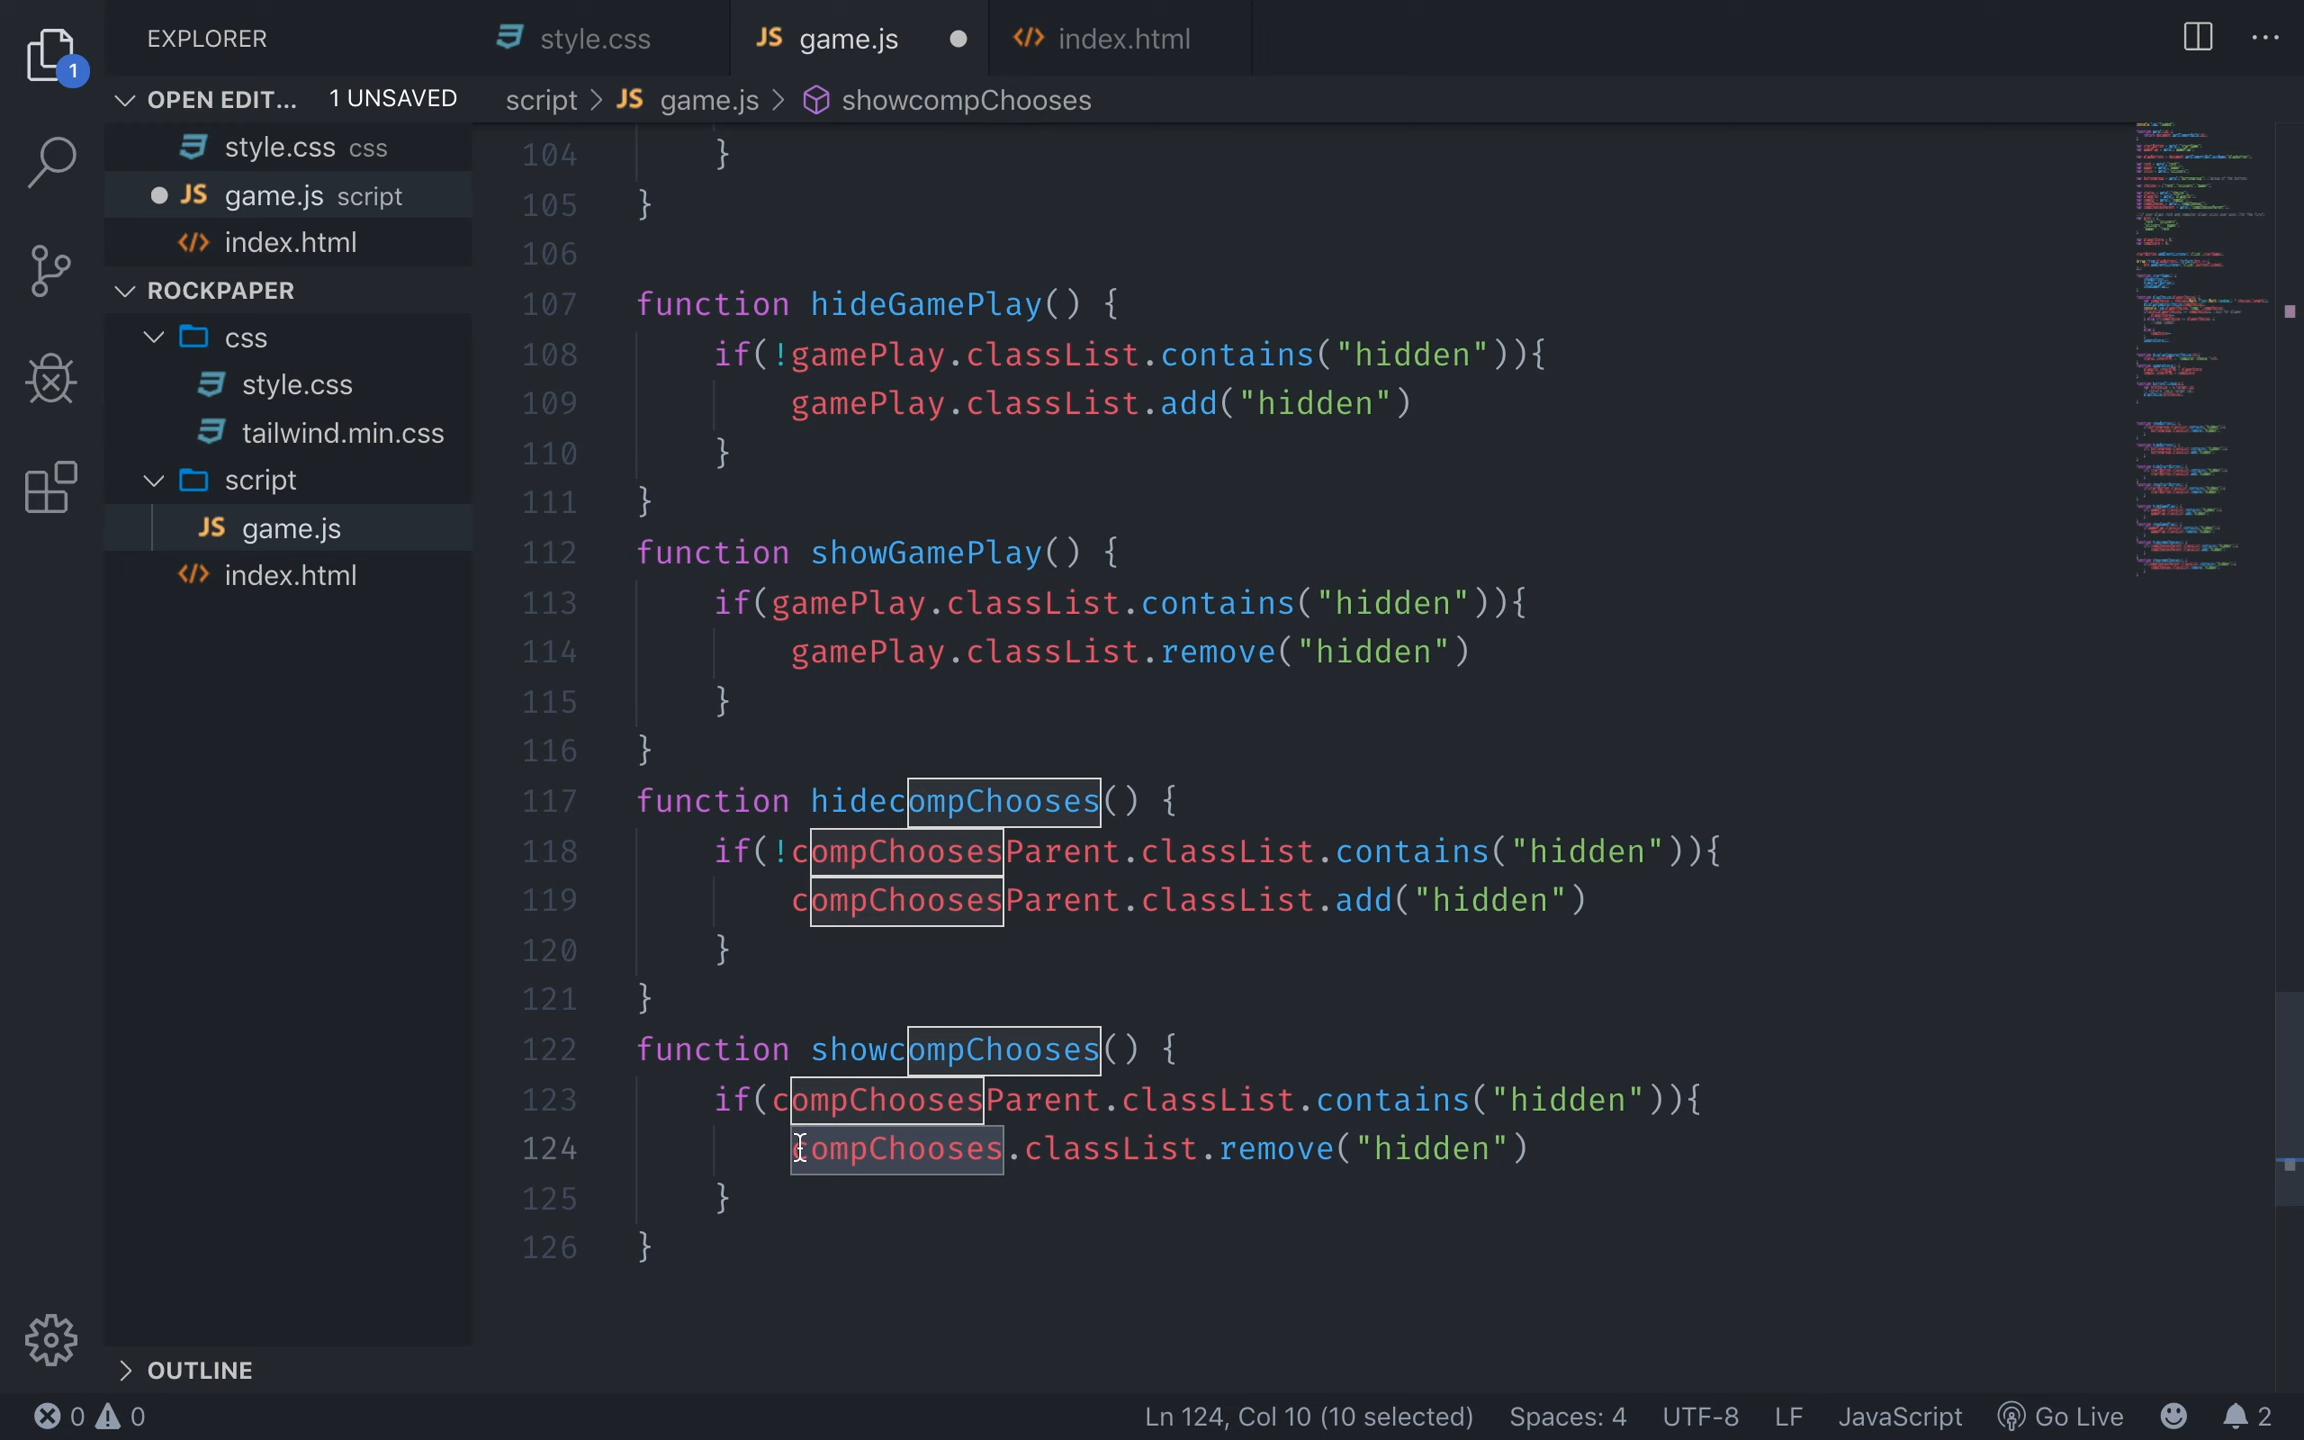 EXPLORER
style.css
JS game.js
index.html
OPEN EDIT... 1 UNSAVED
script > JS game.js > showcompChooses
style.css css
JS game.js script
index.html
ROCKPAPER
css
style.css
tailwind.min.css
script
JS game.js
index.html
OUTLINE
1
104 }
105 }
106
107 function hideGamePlay() {
108 if(!gamePlay.classList.contains("hidden")){
109 gamePlay.classList.add("hidden")
110 }
111 }
112 function showGamePlay() {
113 if(gamePlay.classList.contains("hidden")){
114 gamePlay.classList.remove("hidden")
115 }
116 }
117 function hidecompChooses() {
118 if(!compChoosesParent.classList.contains("hidden")){
119 compChoosesParent.classList.add("hidden")
120 }
121 }
122 function showcompChooses() {
123 if(compChoosesParent.classList.contains("hidden")){
124 compChooses.classList.remove("hidden")
125 }
126 }
0 0
Ln 124, Col 10 (10 selected) Spaces: 4 UTF-8 LF JavaScript Go Live 2